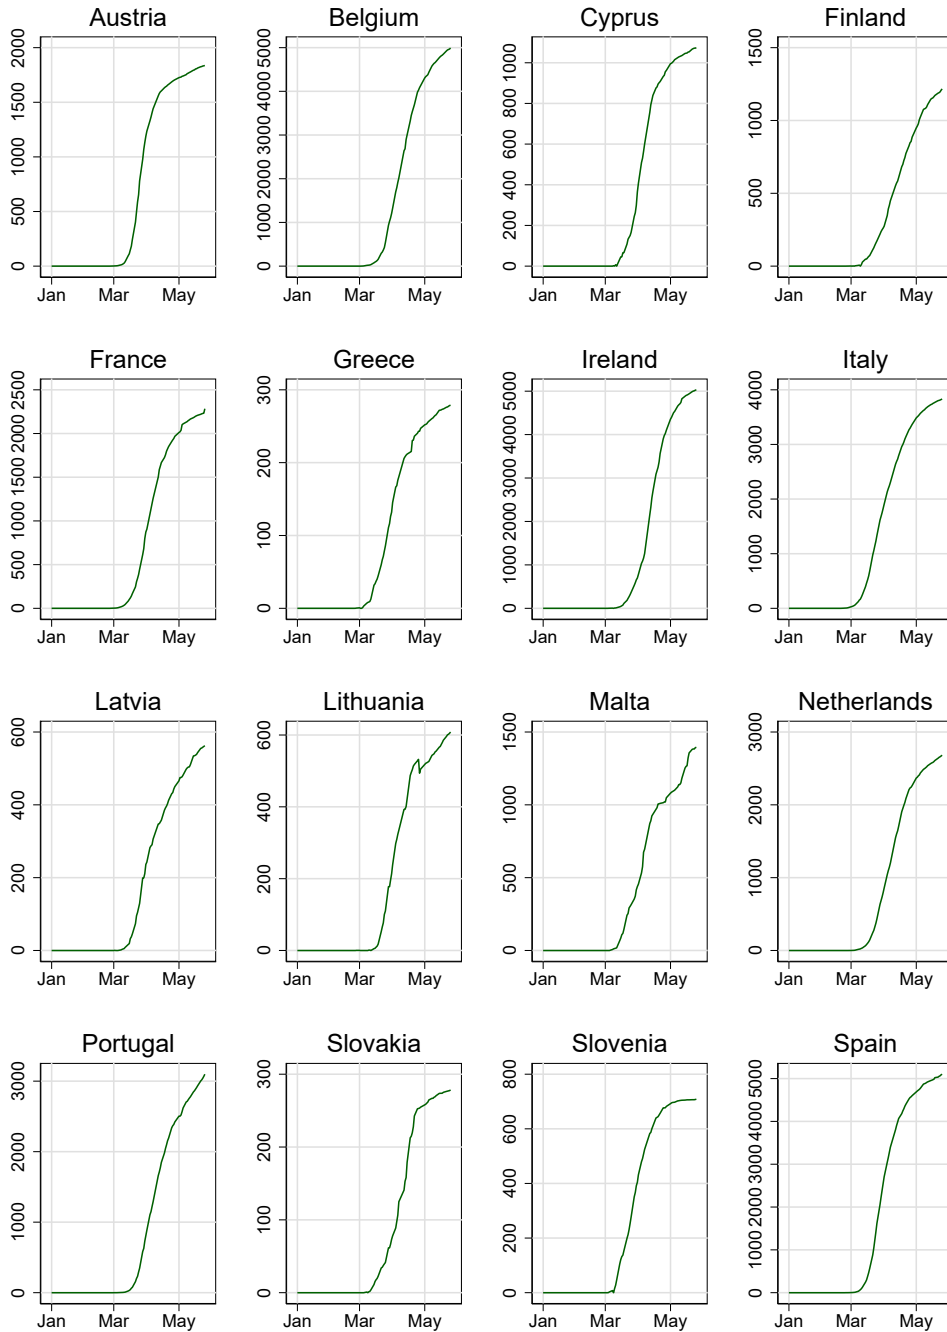 Austria Belgium Cyprus Finland
2000 5000 1000 1500
1500 4000 800 1000
1000 3000 600 500
500 2000 400 0
0 1000 200
0 0
Jan Mar May Jan Mar May Jan Mar May Jan Mar May
France Greece Ireland Italy
2500 300 5000 4000
2000 200 4000 3000
1500 100 3000 2000
1000 0 2000 1000
500 1000 0
0 0
Jan Mar May Jan Mar May Jan Mar May Jan Mar May
Latvia Lithuania Malta Netherlands
600 600 1500 3000
400 400 1000 2000
200 200 500 1000
0 0 0 0
Jan Mar May Jan Mar May Jan Mar May Jan Mar May
Portugal Slovakia Slovenia Spain
3000 300 800 5000
2000 200 600 4000
1000 100 400 3000
0 0 200 2000
0 1000
0
Jan Mar May Jan Mar May Jan Mar May Jan Mar May